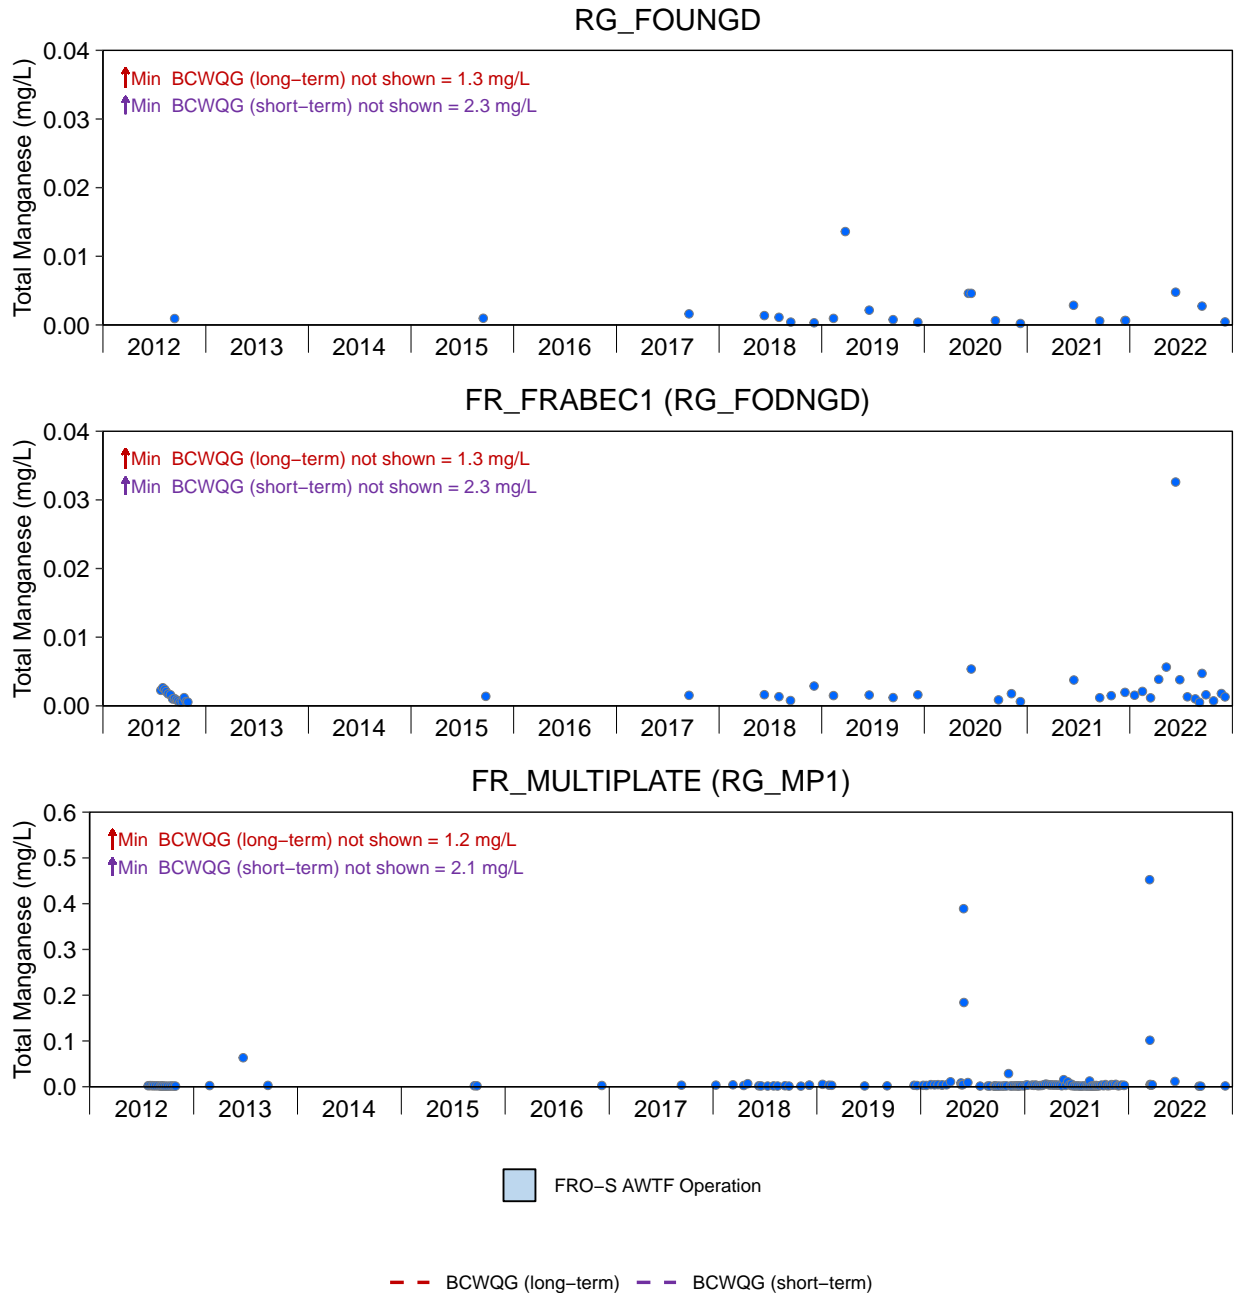 RG_FOUNGD
Total Manganese (mg/L)
0.04
0.03
0.02
0.01
0.00
Min BCWQG (long−term) not shown = 1.3 mg/L
Min BCWQG (short−term) not shown = 2.3 mg/L
2012 2013 2014 2015 2016 2017 2018 2019 2020 2021 2022
FR_FRABEC1 (RG_FODNGD)
Total Manganese (mg/L)
0.04
0.03
0.02
0.01
0.00
Min BCWQG (long−term) not shown = 1.3 mg/L
Min BCWQG (short−term) not shown = 2.3 mg/L
2012 2013 2014 2015 2016 2017 2018 2019 2020 2021 2022
FR_MULTIPLATE (RG_MP1)
Total Manganese (mg/L)
0.6
0.5
0.4
0.3
0.2
0.1
0.0
Min BCWQG (long−term) not shown = 1.2 mg/L
Min BCWQG (short−term) not shown = 2.1 mg/L
2012 2013 2014 2015 2016 2017 2018 2019 2020 2021 2022
FRO−S AWTF Operation
BCWQG (long−term) BCWQG (short−term)